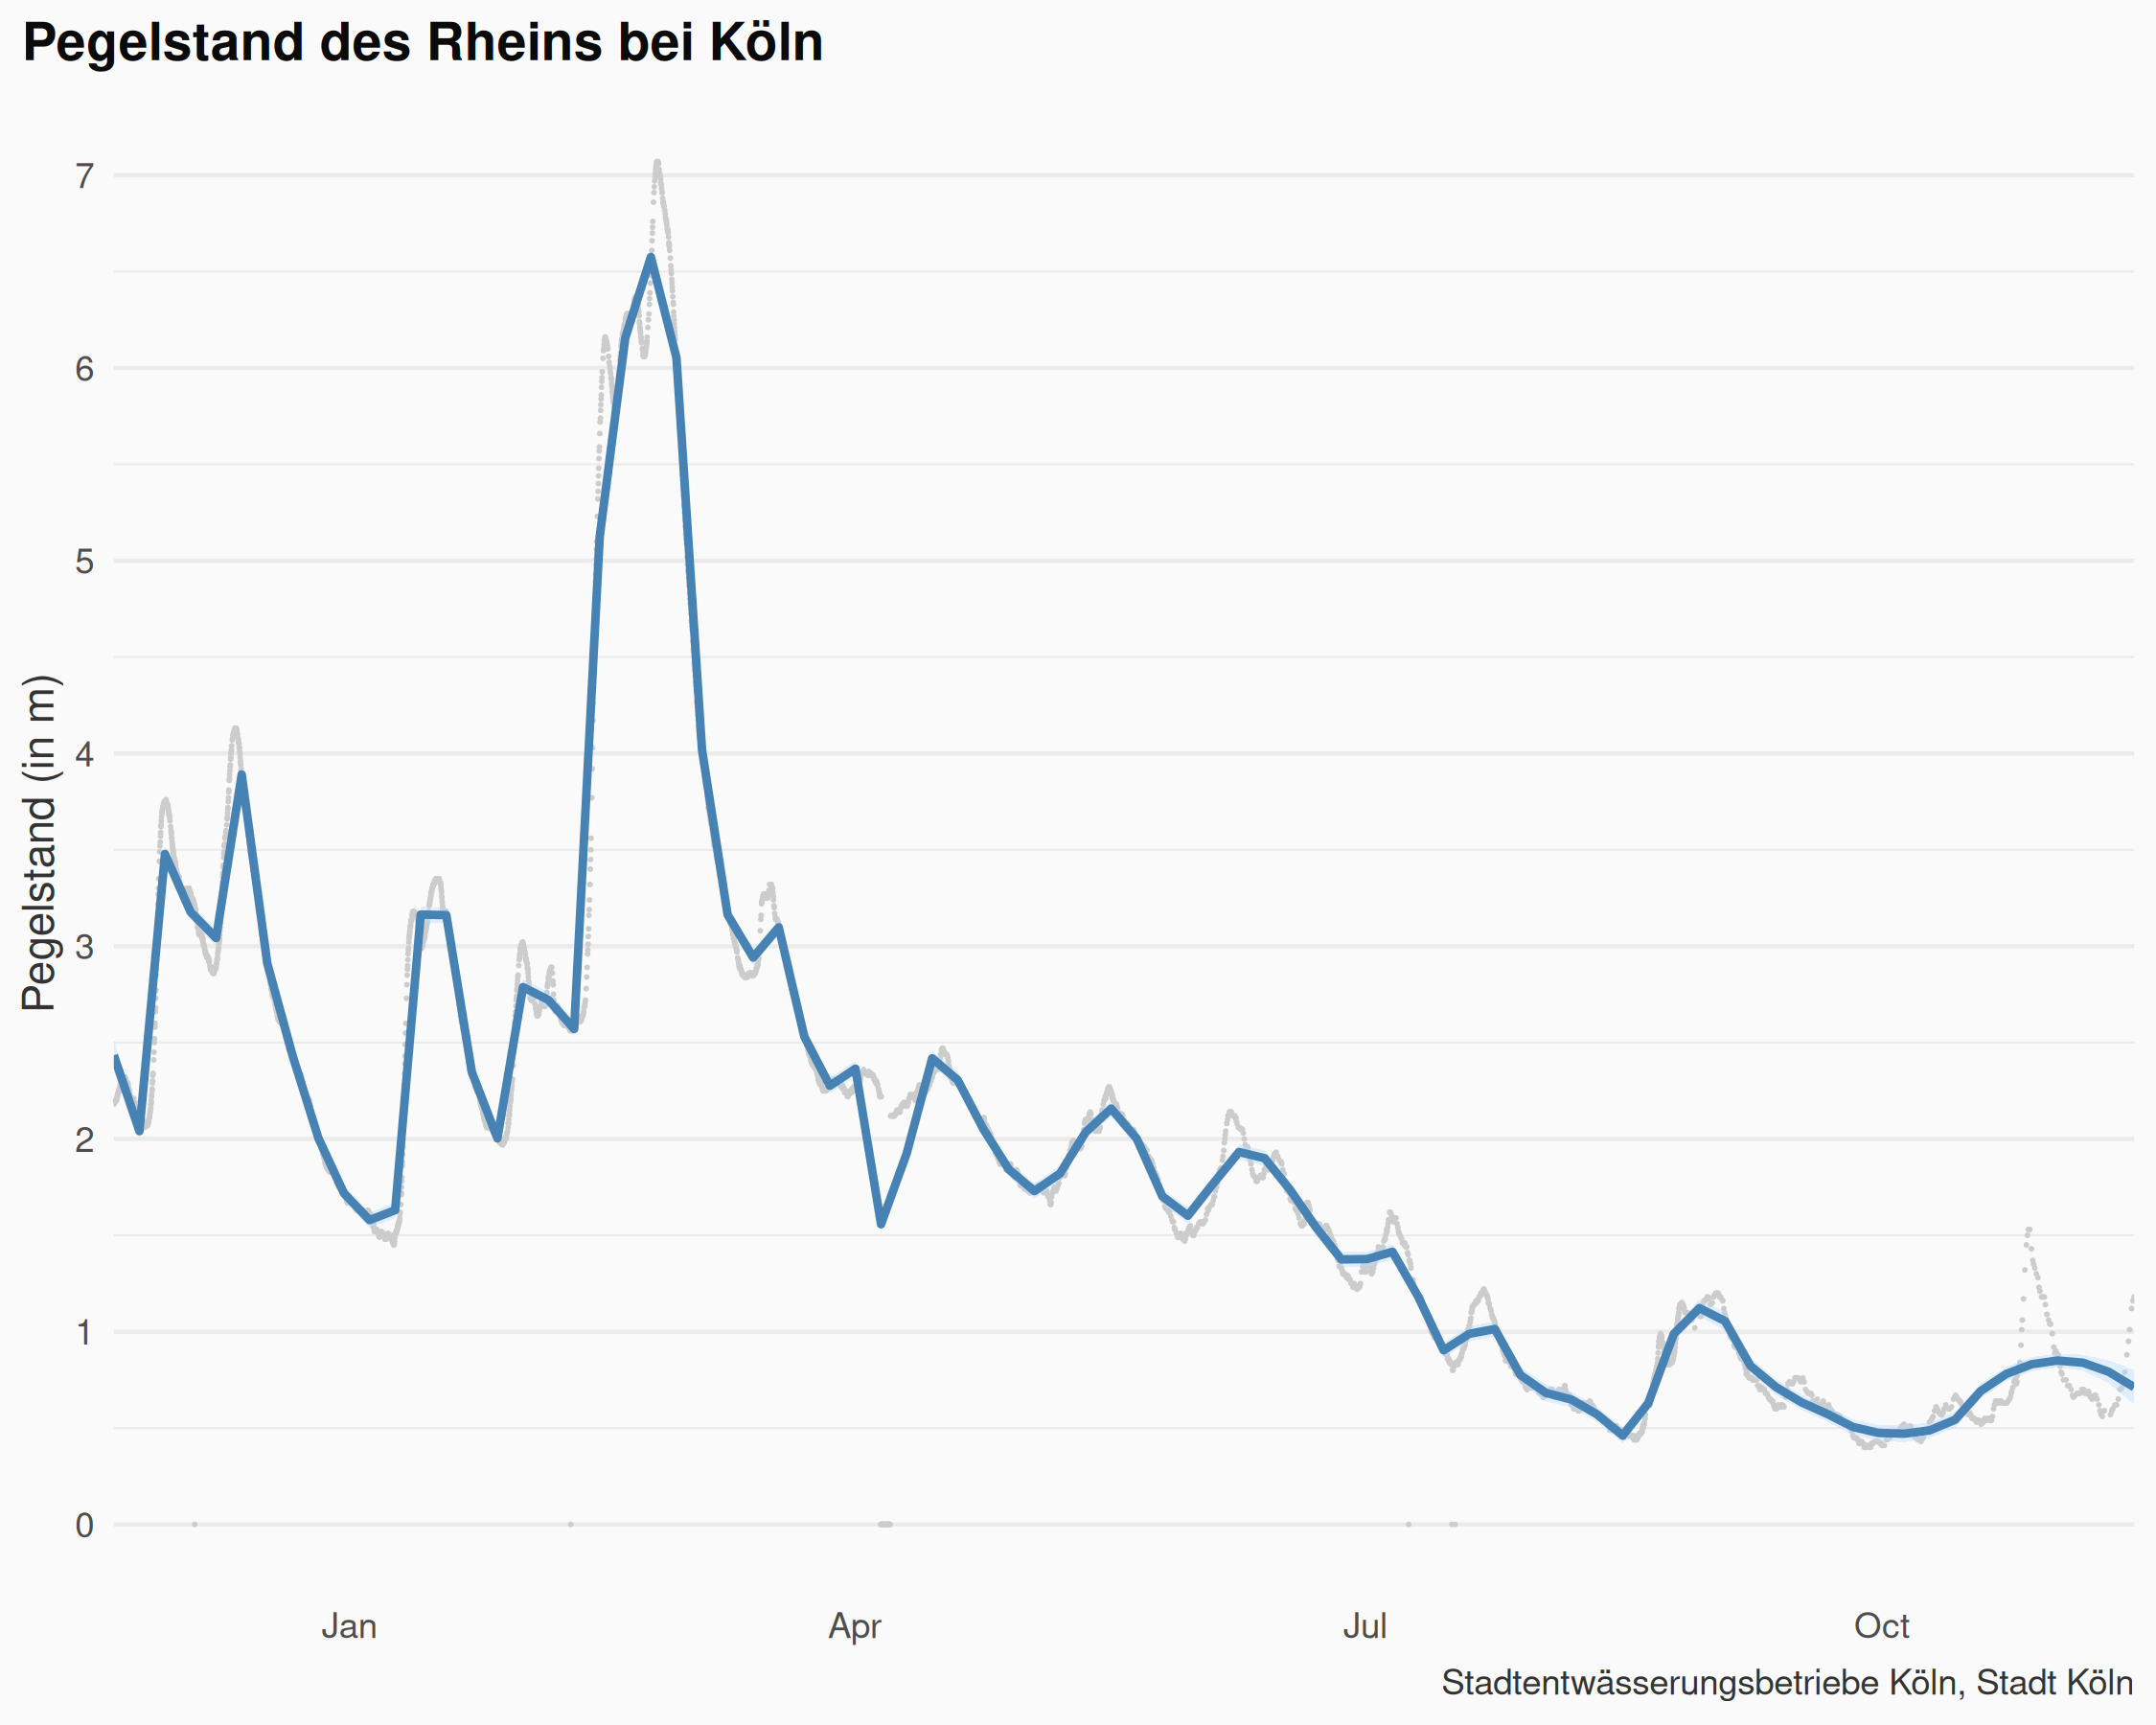 Pegelstand des Rheins bei Köln
Pegelstand (in m)
7
6
5
4
3
2
1
0
Jan Apr Jul Oct
Stadtentwässerungsbetriebe Köln, Stadt Köln